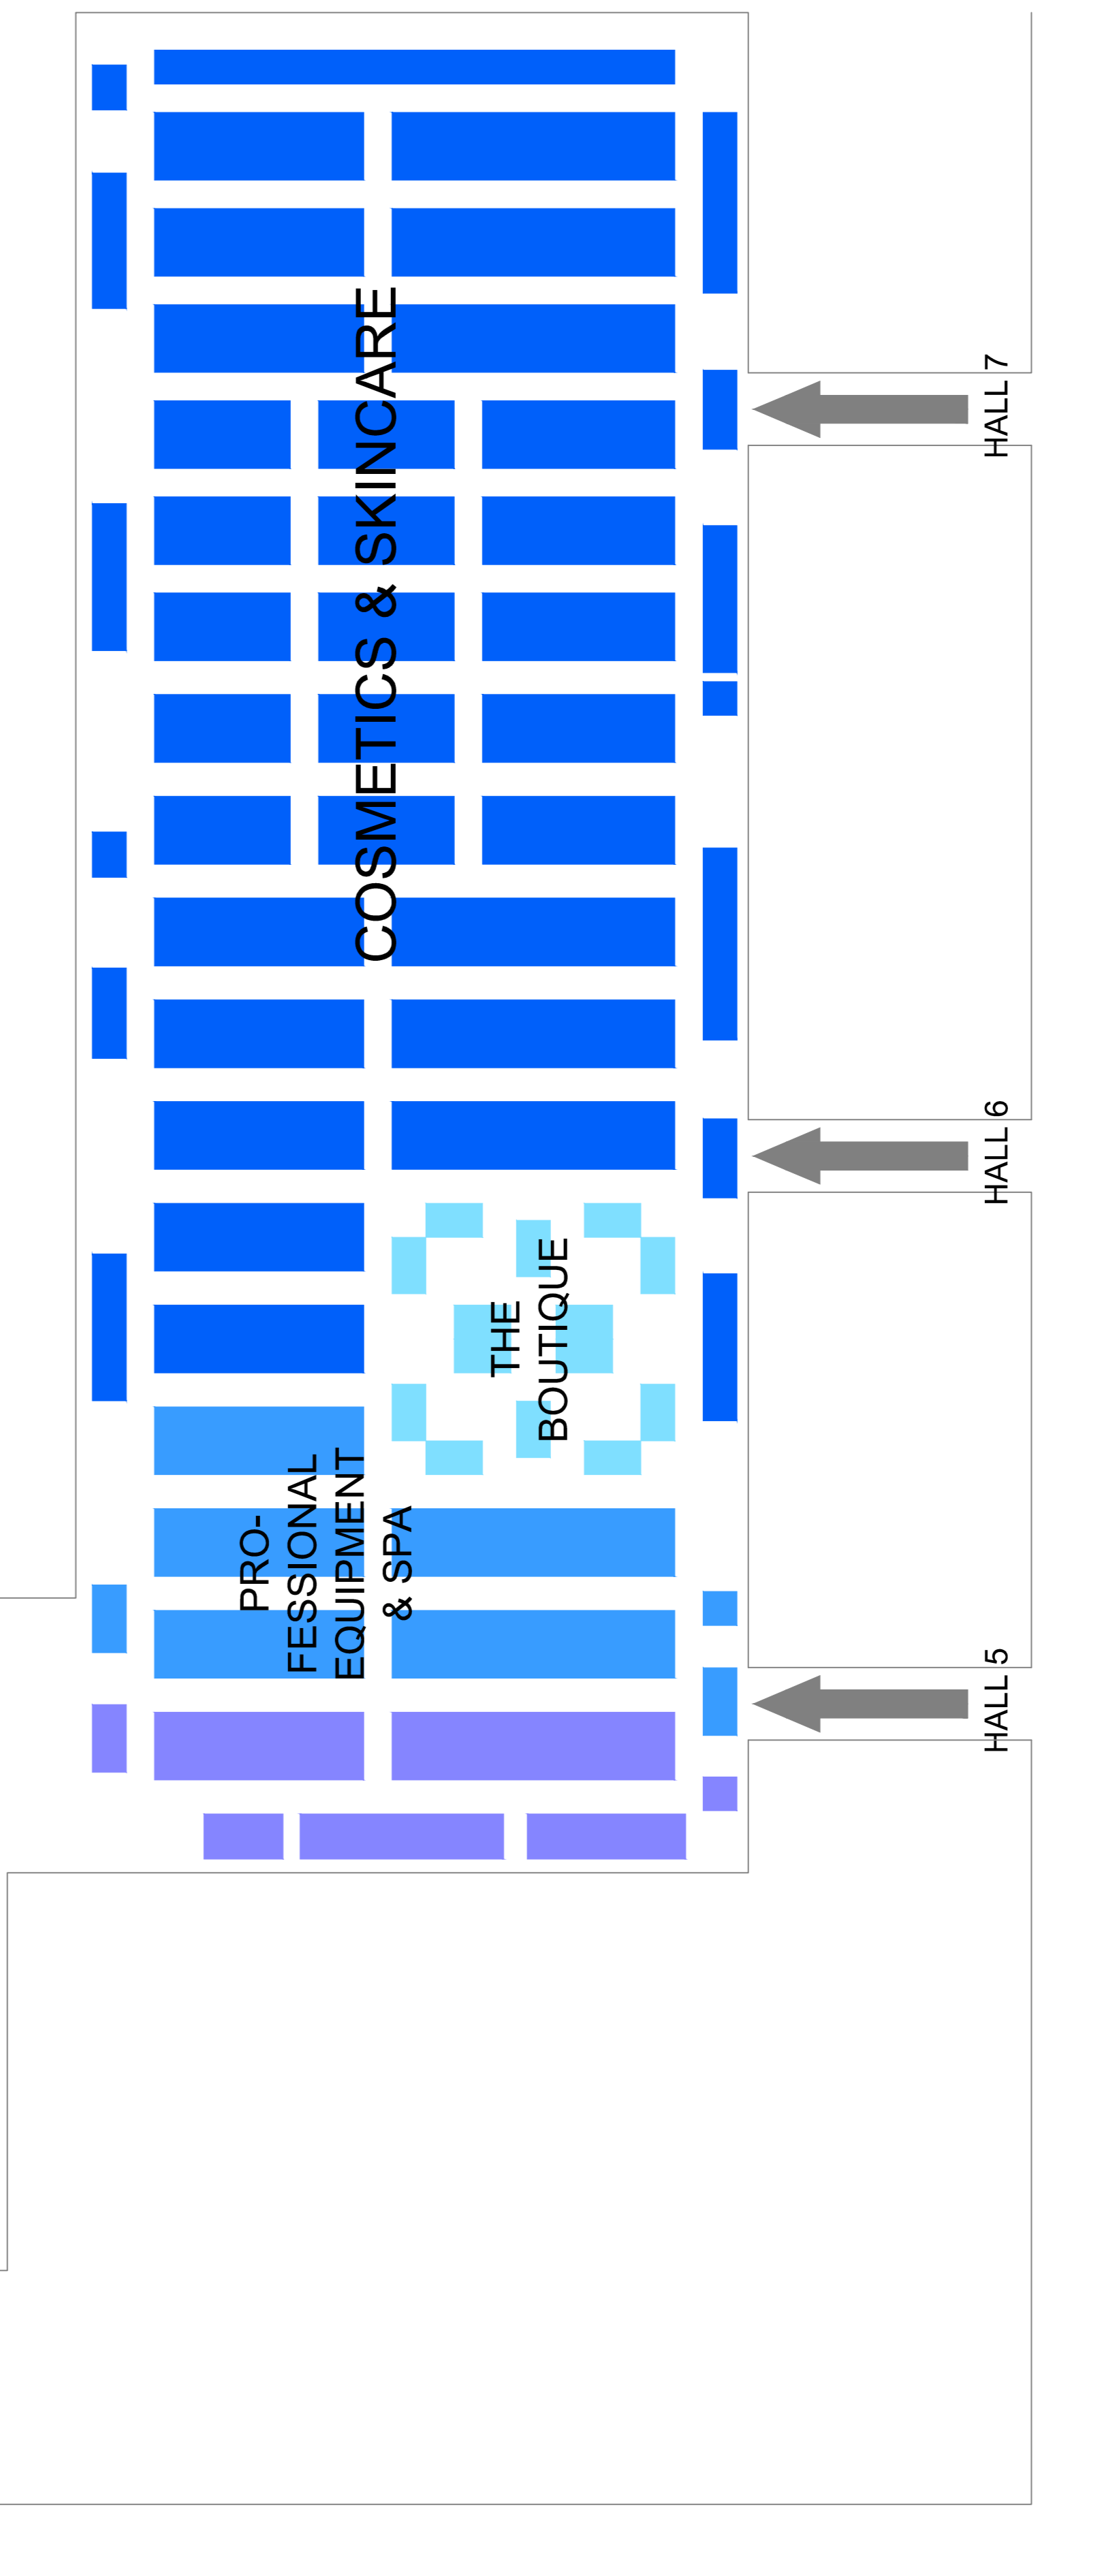 COSMETICS & SKINCARE
HALL 7
HALL 6
THE
BOUTIQUE
PRO-
FESSIONAL
EQUIPMENT
& SPA
HALL 5